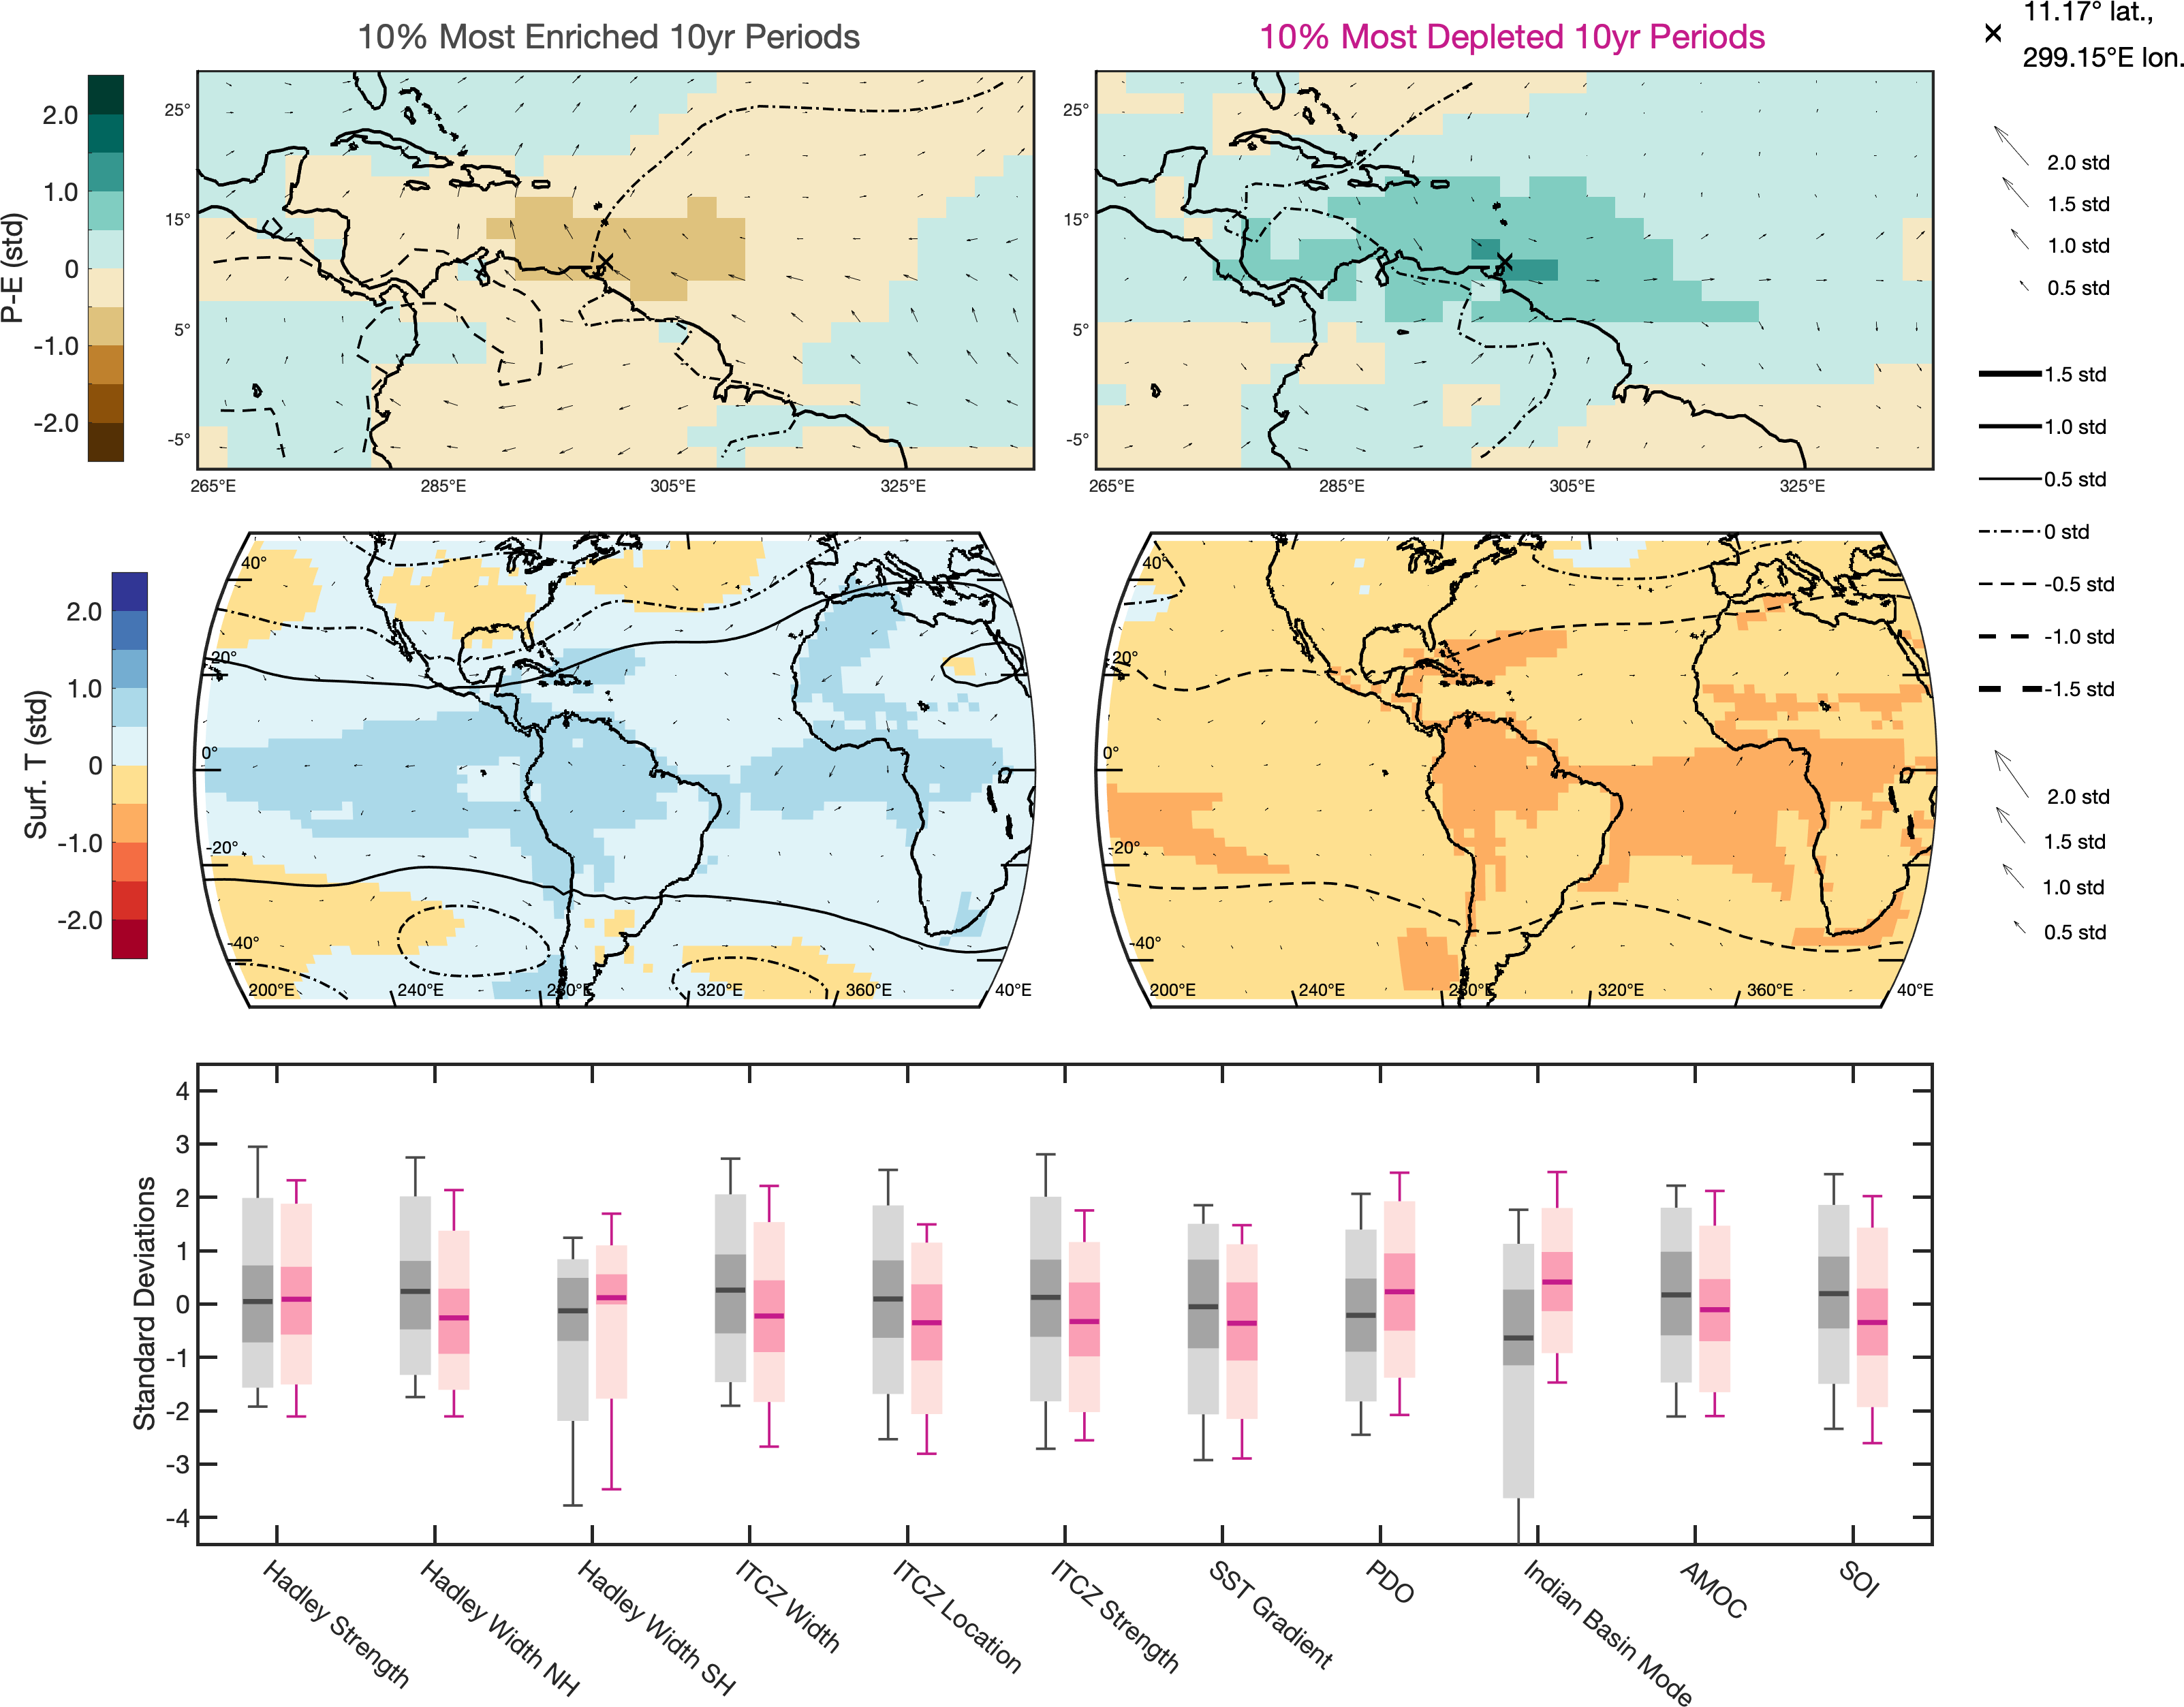 10% Most Enriched 10yr Periods
10% Most Depleted 10yr Periods
11.17° lat.,
299.15°E lon.
P-E (std)
2.0
1.0
0
-1.0
-2.0
25°
15°
5°
-5°
265°E
285°E
305°E
325°E
25°
15°
5°
-5°
265°E
285°E
305°E
325°E
2.0 std
1.5 std
1.0 std
0.5 std
1.5 std
1.0 std
0.5 std
0 std
-0.5 std
-1.0 std
-1.5 std
Surf. T (std)
2.0
1.0
0
-1.0
-2.0
40°
20°
0°
-20°
-40°
200°E
240°E
280°E
320°E
360°E
40°E
40°
20°
0°
-20°
-40°
200°E
240°E
280°E
320°E
360°E
40°E
2.0 std
1.5 std
1.0 std
0.5 std
Standard Deviations
4
3
2
1
0
-1
-2
-3
-4
Hadley Strength
Hadley Width NH
Hadley Width SH
ITCZ Width
ITCZ Location
ITCZ Strength
SST Gradient
PDO
Indian Basin Mode
AMOC
SOI